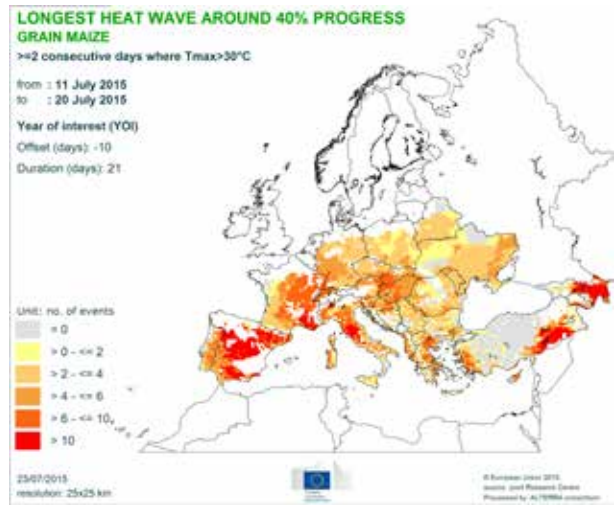 LONGEST HEAT WAVE AROUND 40% PROGRESS
GRAIN MAIZE
>=2 consecutive days where Tmax>30°C
from : 11 July 2015
to : 20 July 2015
Year of interest (YOI)
Offset (days): -10
Duration (days): 21
Unit: no. of events
= 0
> 0 - <= 2
> 2 - <= 4
> 4 - <= 6
> 6 - <= 10
> 10
23/07/2015
resolution: 25x25 km
© European Union 2015
source: Joint Research Centre
Processed by: ALTERRA consortium